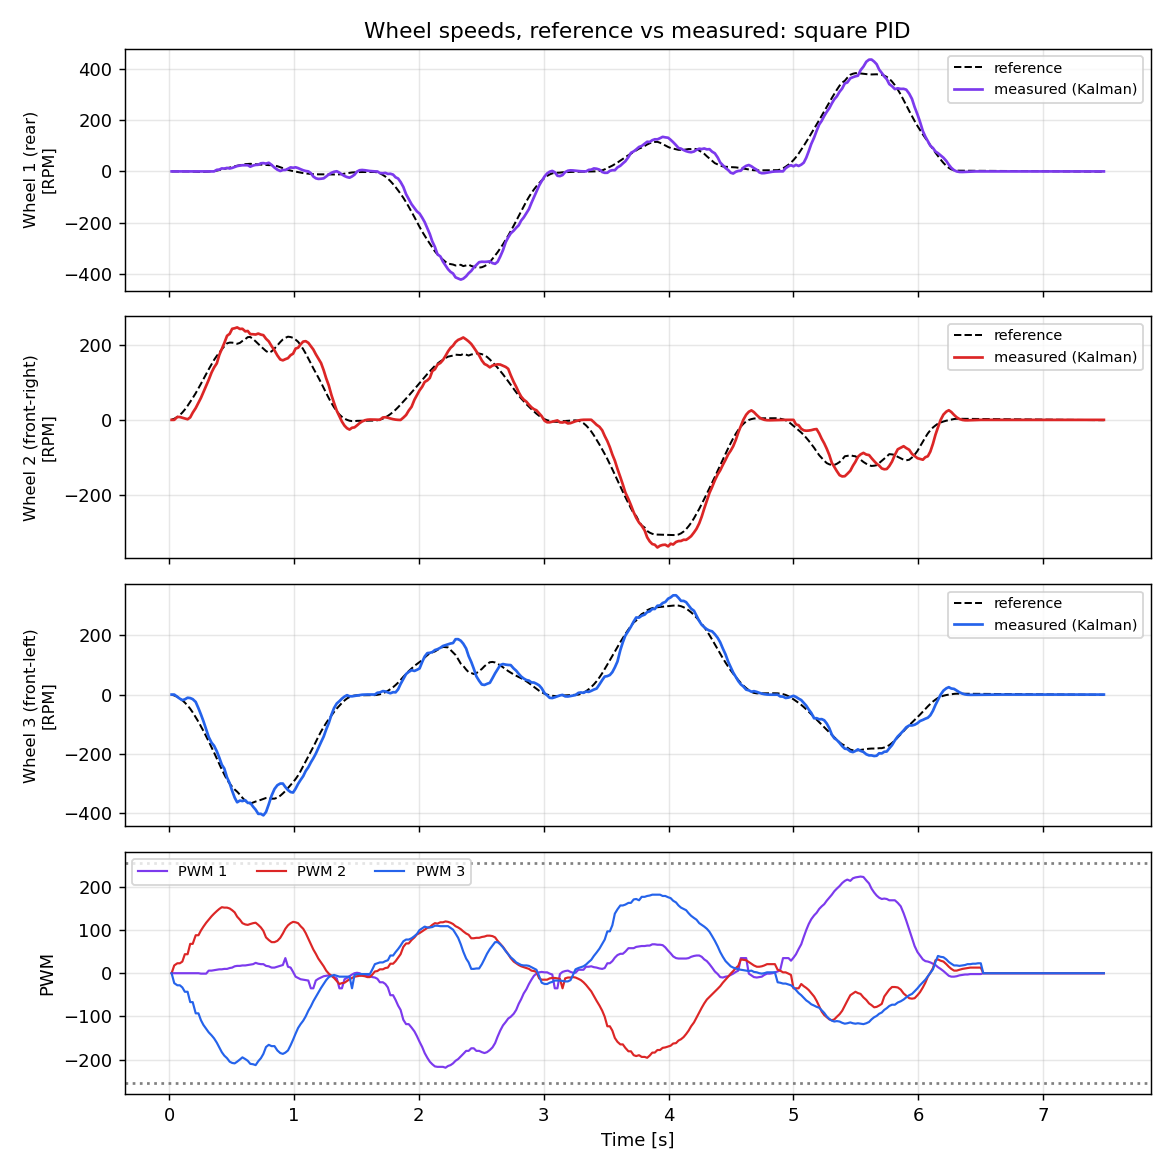 Wheel speeds, reference vs measured: square PID
Wheel 1 (rear)
[RPM]
400
200
0
−200
−400
reference
measured (Kalman)
Wheel 2 (front-right)
[RPM]
200
0
−200
reference
measured (Kalman)
Wheel 3 (front-left)
[RPM]
200
0
−200
−400
reference
measured (Kalman)
PWM
200
100
0
−100
−200
PWM 1 PWM 2 PWM 3
0 1 2 3 4 5 6 7
Time [s]